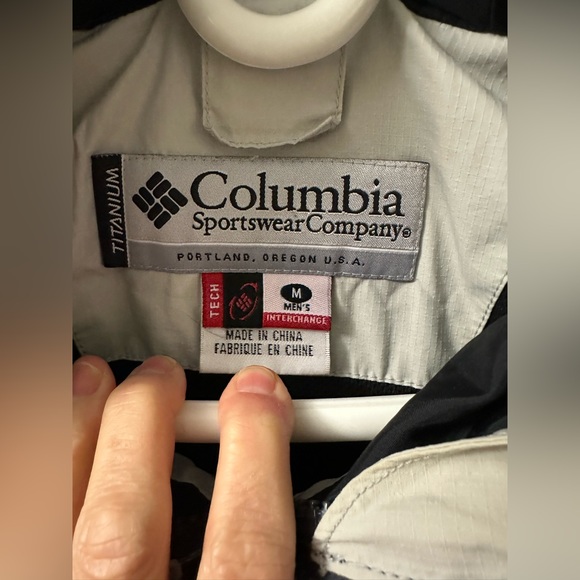 TITANIUM
Columbia
Sportswear Company®
PORTLAND, OREGON U.S.A.
TECH
M
MEN'S
INTERCHANGE
MADE IN CHINA
FABRIQUE EN CHINE